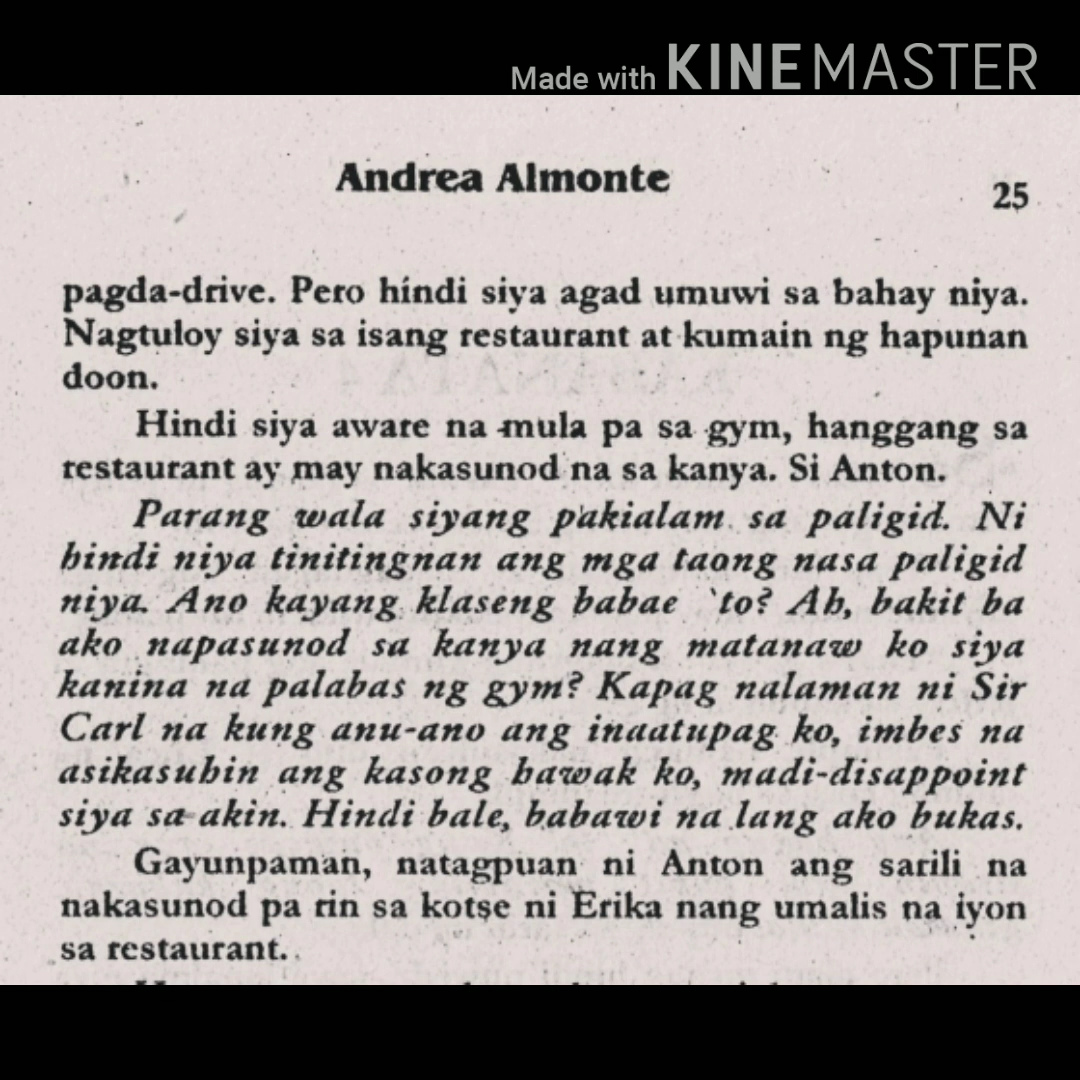 Made with KINEMASTER
Andrea Almonte
25
pagda-drive. Pero hindi siya agad umuwi sa bahay niya.
Nagtuloy siya sa isang restaurant at kumain ng hapunan
doon.
Hindi siya aware na mula pa sa gym, hanggang sa
restaurant ay may nakasunod na sa kanya. Si Anton.
Parang wala siyang pakialam sa paligid. Ni
hindi niya tinitingnan ang mga taong nasa paligid
niya. Ano kayang klaseng babae `to? Ah, bakit ba
ako napasunod sa kanya nang matanaw ko siya
kanina na palabas ng gym? Kapag nalaman ni Sir
Carl na kung anu-ano ang inaatupag ko, imbes na
asikasuhin ang kasong hawak ko, madi-disappoint
siya sa akin. Hindi bale, babawi na lang ako bukas.
Gayunpaman, natagpuan ni Anton ang sarili na
nakasunod pa rin sa kotse ni Erika nang umalis na iyon
sa restaurant.